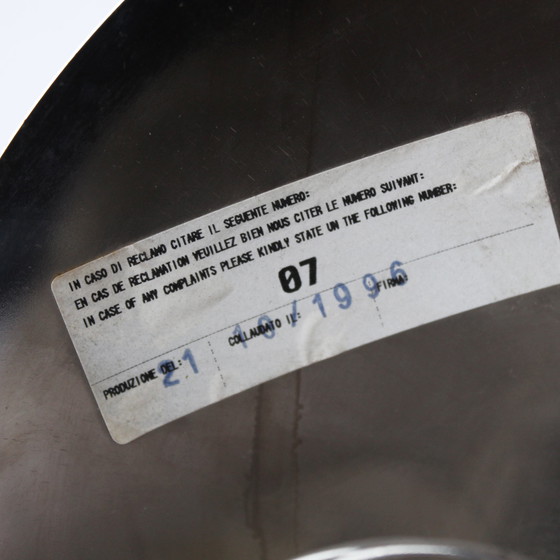 IN CASO DI RECLAMO CITARE IL SEGUENTE NUMERO:
EN CAS DE RECLAMATION VEUILLEZ BIEN NOUS CITER LE NUMERO SUIVANT:
IN CASE OF ANY COMPLAINTS PLEASE KINDLY STATE UN THE FOLLOWING NUMBER:
07
PRODUZIONE DEL: COLLAUDATO IL: FIRMA
21 10/1996